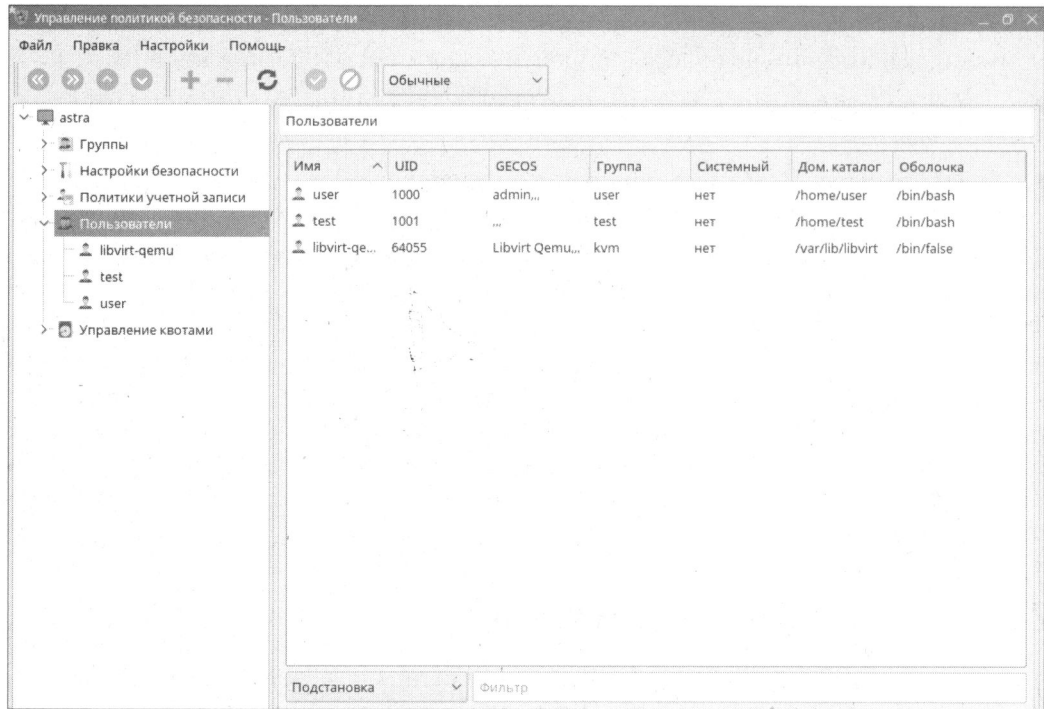 Управление политикой безопасности - Пользователи
Файл Правка Настройки Помощь
Обычные
astra
Группы
Настройки безопасности
Политики учетной записи
Пользователи
libvirt-qemu
test
user
Управление квотами
Пользователи
Имя UID GECOS Группа Системный Дом. каталог Оболочка
user 1000 admin,,, user нет /home/user /bin/bash
test 1001 ,,, test нет /home/test /bin/bash
libvirt-qe... 64055 Libvirt Qemu,,, kvm нет /var/lib/libvirt /bin/false
Подстановка Фильтр